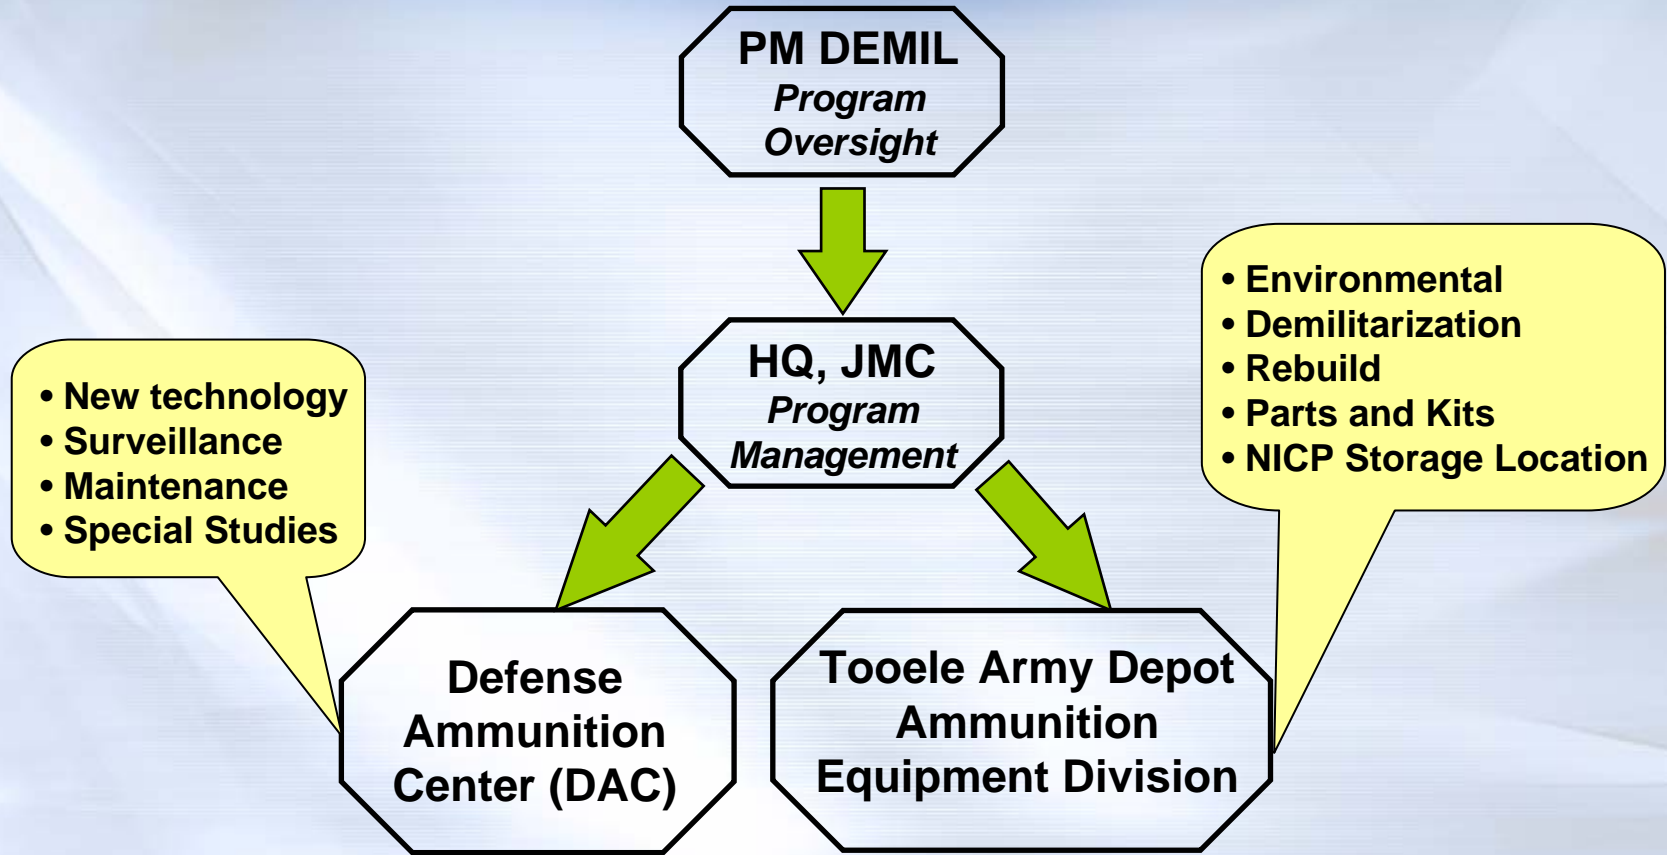 PM DEMIL
Program
Oversight
HQ, JMC
Program
Management
• New technology
• Surveillance
• Maintenance
• Special Studies
• Environmental
• Demilitarization
• Rebuild
• Parts and Kits
• NICP Storage Location
Defense
Ammunition
Center (DAC)
Tooele Army Depot
Ammunition
Equipment Division